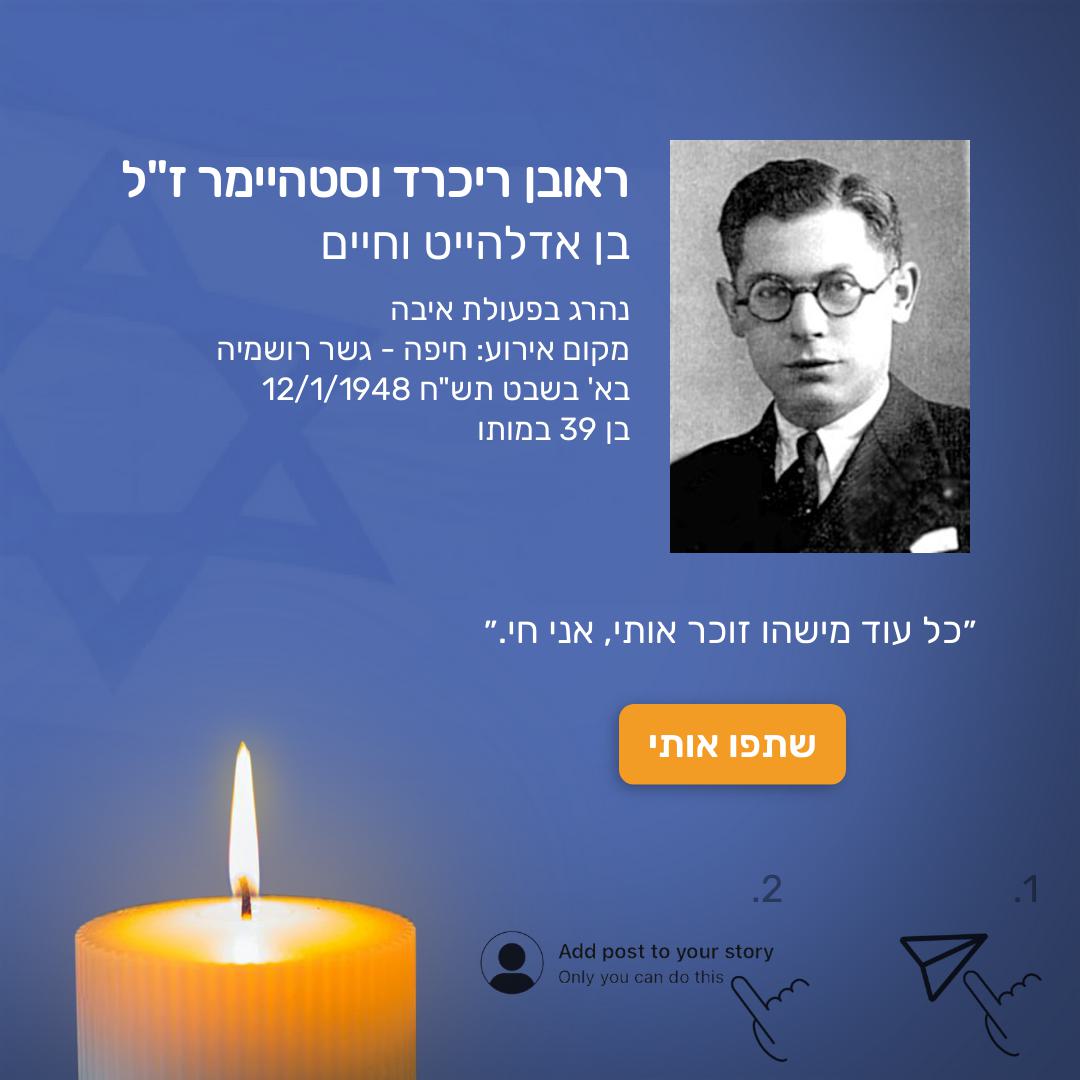 ראובן ריכרד וסטהיימר ז"ל
בן אדלהייט וחיים
נהרג בפעולת איבה
מקום אירוע: חיפה - גשר רושמיה
בא' בשבט תש"ח 12/1/1948
בן 39 במותו
״כל עוד מישהו זוכר אותי, אני חי.״
שתפו אותי
1.
2.
Add post to your story
Only you can do this